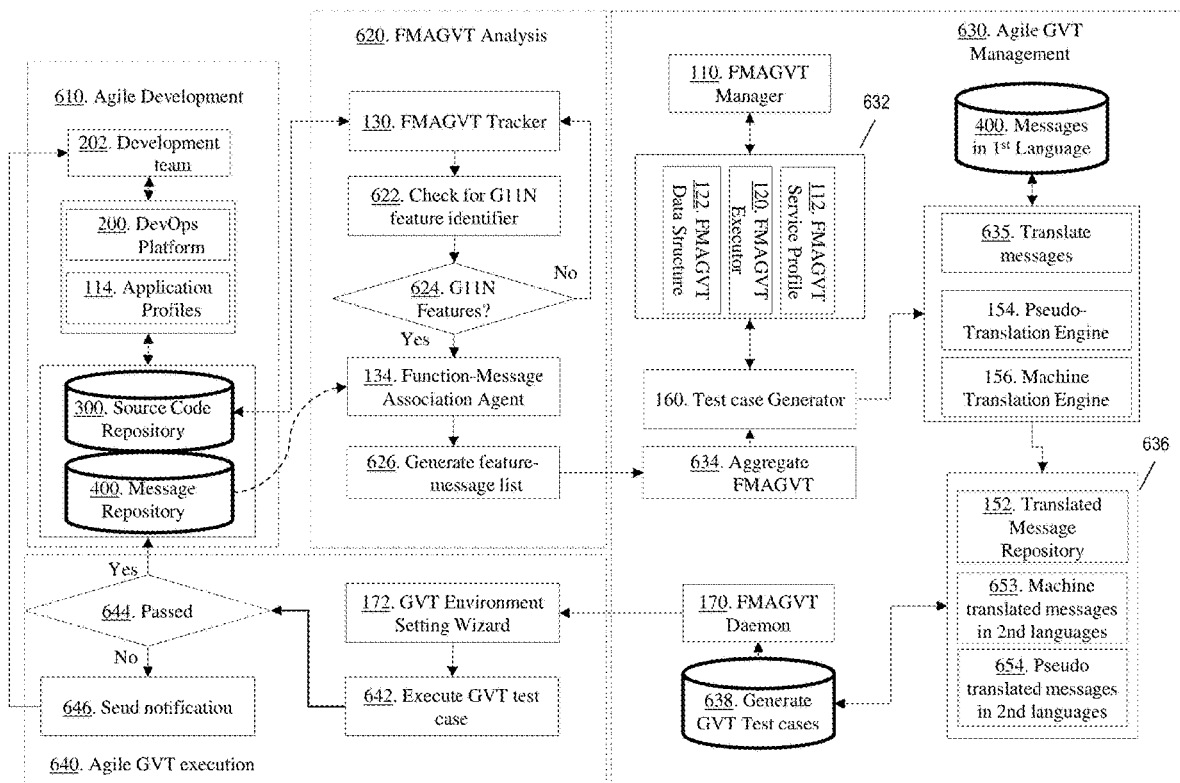 620. FMAGVT Analysis
630. Agile GVT
Management
610. Agile Development
202. Development
team
200. DevOps
Platform
114. Application
Profiles
300. Source Code
Repository
400. Message
Repository
130. FMAGVT Tracker
622. Check for G11N
feature identifier
No
624. G11N
Features?
Yes
134. Function-Message
Association Agent
626. Generate feature-
message list
110. FMAGVT
Manager
632
122. FMAGVT
Data Structure
120. FMAGVT
Executor
112. FMAGVT
Service Profile
160. Test case Generator
634. Aggregate
FMAGVT
400. Messages
in 1st Language
635. Translate
messages
154. Pseudo-
Translation Engine
156. Machine
Translation Engine
636
152. Translated
Message
Repository
653. Machine
translated messages
in 2nd languages
654. Pseudo
translated messages
in 2nd languages
170. FMAGVT
Daemon
638. Generate
GVT Test cases
172. GVT Environment
Setting Wizard
642. Execute GVT test
case
Yes
644. Passed
No
646. Send notification
640. Agile GVT execution